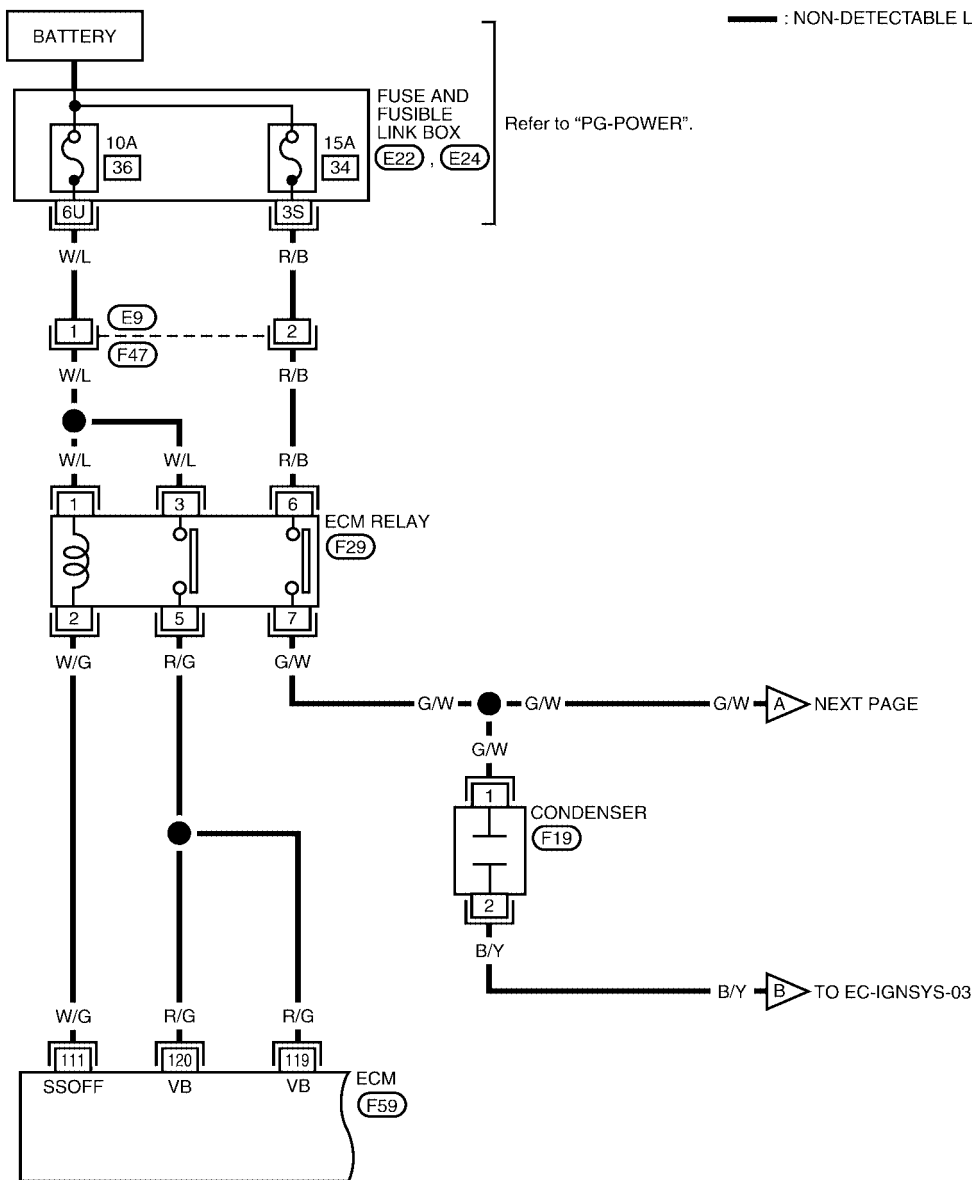 : NON-DETECTABLE L
BATTERY
FUSE AND
FUSIBLE
LINK BOX
E22 , E24
Refer to “PG-POWER”.
10A
36
15A
34
6U
3S
W/L
R/B
1
E9
2
F47
W/L
R/B
W/L
W/L
R/B
1
3
6
ECM RELAY
F29
2
5
7
W/G
R/G
G/W
G/W
G/W
G/W
A
NEXT PAGE
G/W
1
CONDENSER
F19
2
B/Y
B/Y
B
TO EC-IGNSYS-03
W/G
R/G
R/G
111
120
119
SSOFF
VB
VB
ECM
F59